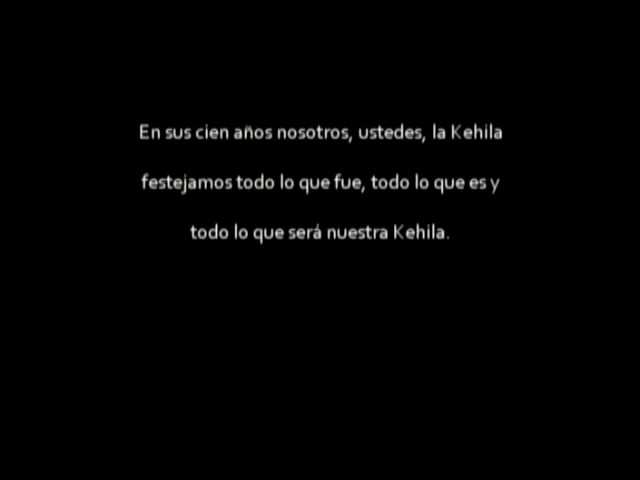 En sus cien años nosotros, ustedes, la Kehila
festejamos todo lo que fue, todo lo que es y
todo lo que será nuestra Kehila.